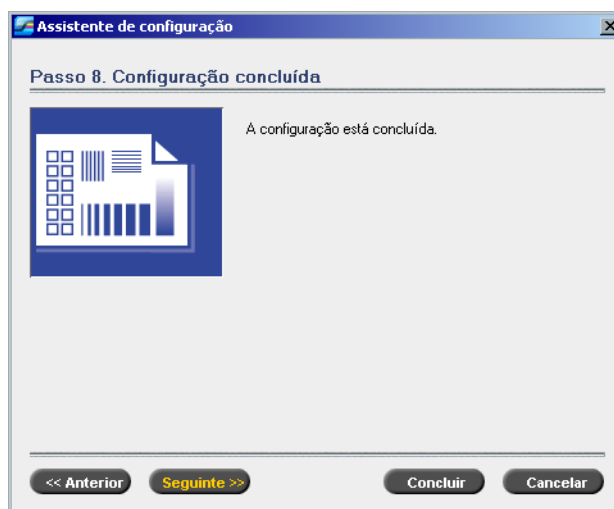 Assistente de configuração
Passo 8. Configuração concluída
A configuração está concluída.
<< Anterior
Seguinte >>
Concluir
Cancelar